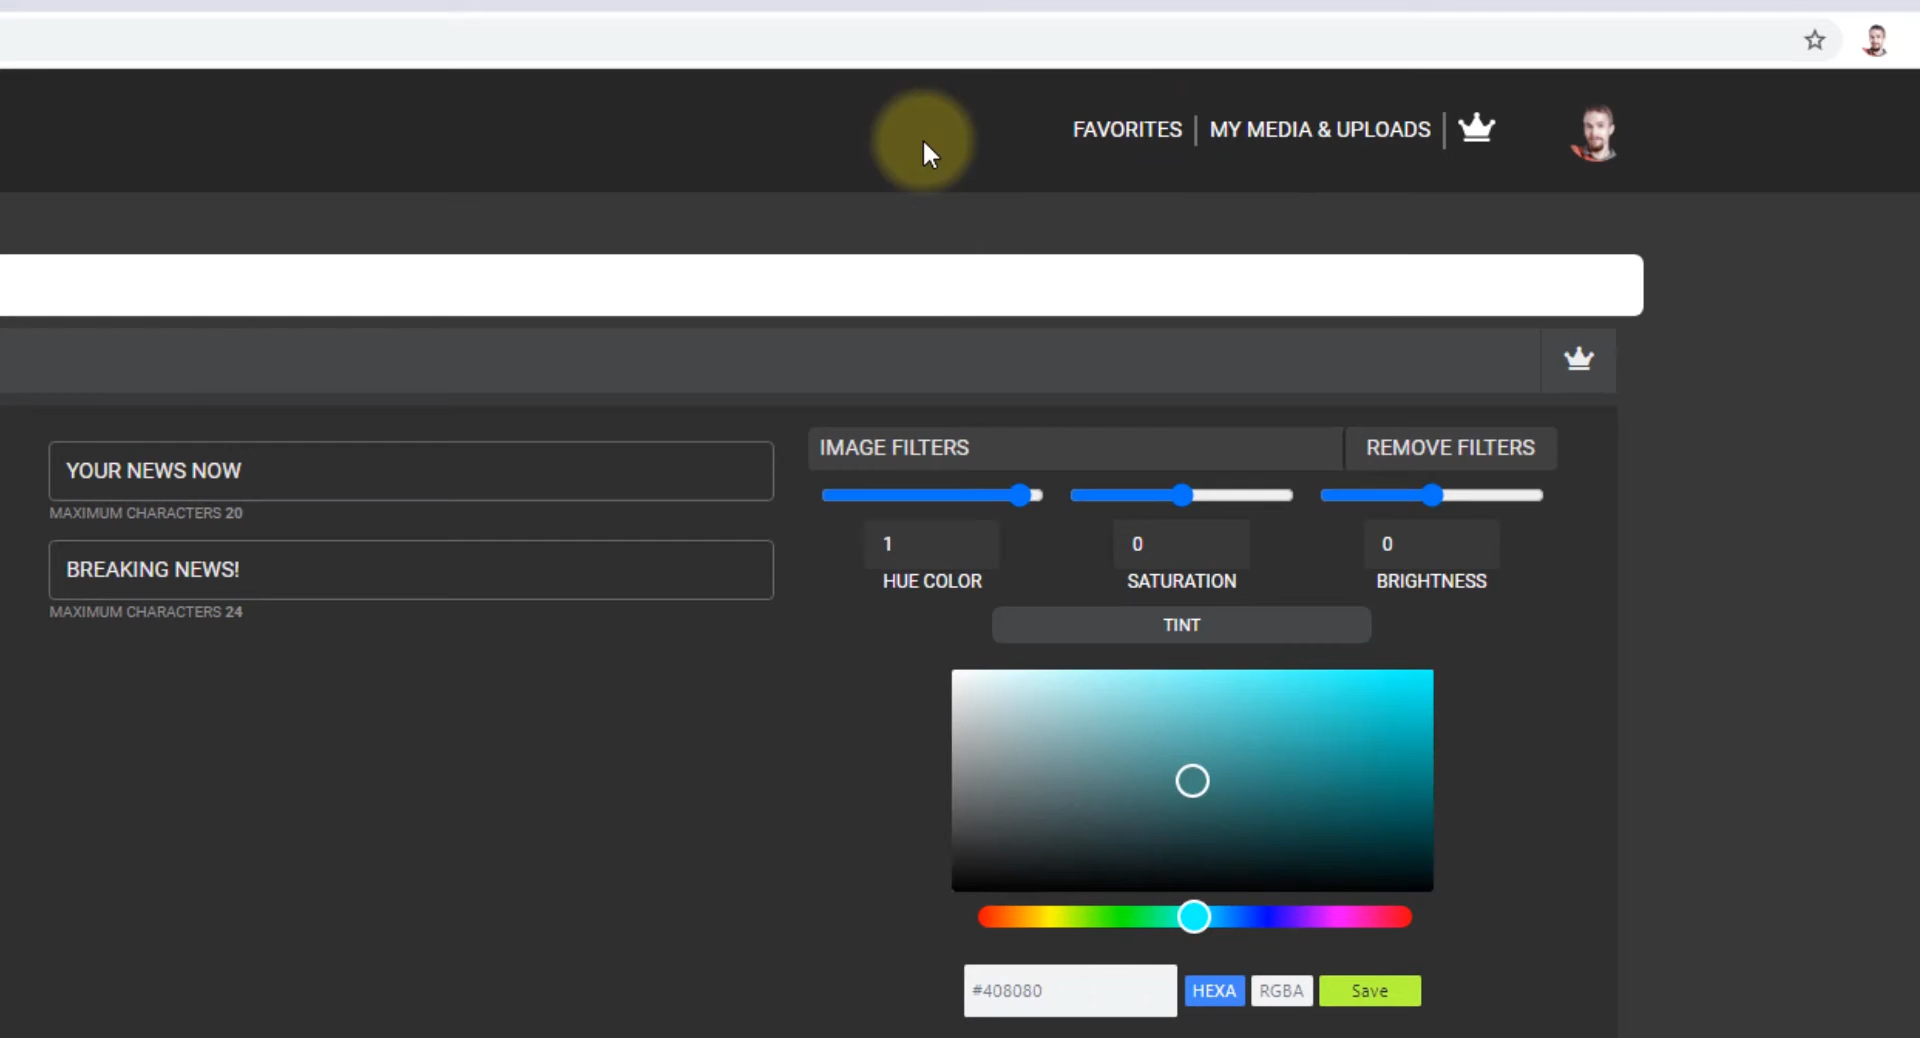 FAVORITES | MY MEDIA & UPLOADS |
YOUR NEWS NOW
MAXIMUM CHARACTERS 20
BREAKING NEWS!
MAXIMUM CHARACTERS 24
IMAGE FILTERS
REMOVE FILTERS
1
0
0
HUE COLOR
SATURATION
BRIGHTNESS
TINT
#408080
HEXA
RGBA
Save